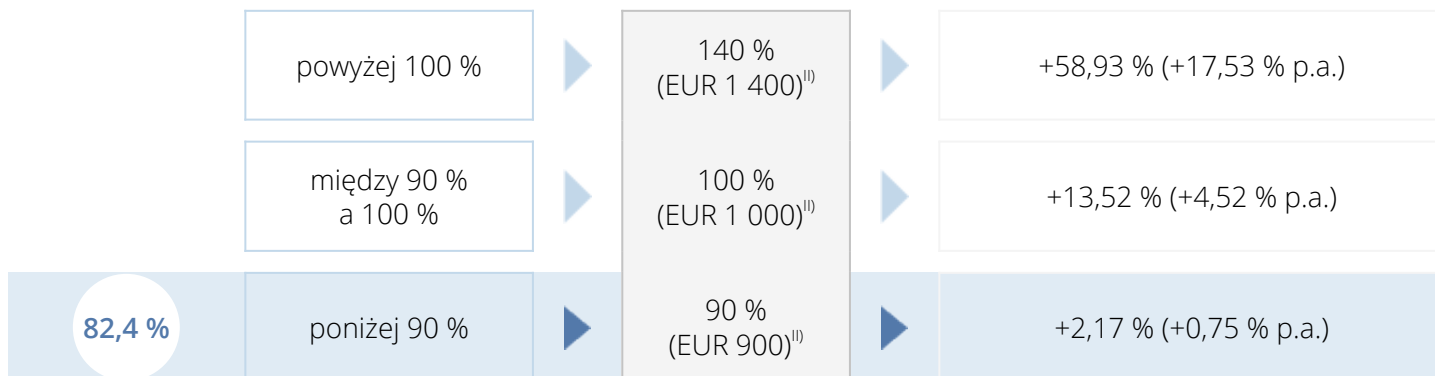 powyżej 100 %
140 %
(EUR 1 400)II)
+58,93 % (+17,53 % p.a.)
między 90 %
a 100 %
100 %
(EUR 1 000)II)
+13,52 % (+4,52 % p.a.)
82,4 %
poniżej 90 %
90 %
(EUR 900)II)
+2,17 % (+0,75 % p.a.)